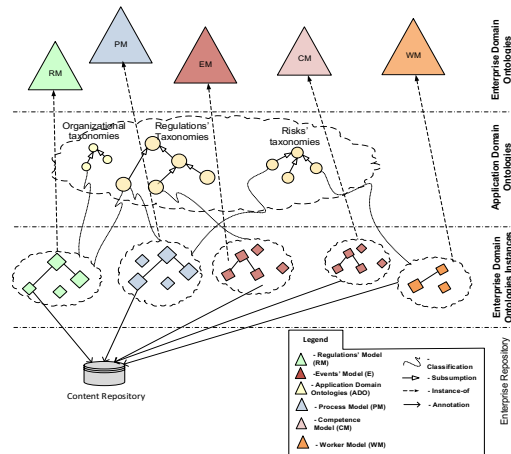 RM
PM
EM
CM
WM
Enterprise Domain
Ontologies
Organizational
taxonomies
Regulations'
Taxonomies
Risks'
taxonomies
Application Domain
Ontologies
Enterprise Domain
Ontologies Instances
Content Repository
Enterprise Repository
Legend
- Regulations' Model
(RM)
-Events' Model (E)
- Application Domain
Ontologies (ADO)
- Process Model (PM)
- Competence
Model (CM)
- Worker Model (WM)
-
Classification
- Subsumption
- Instance-of
- Annotation